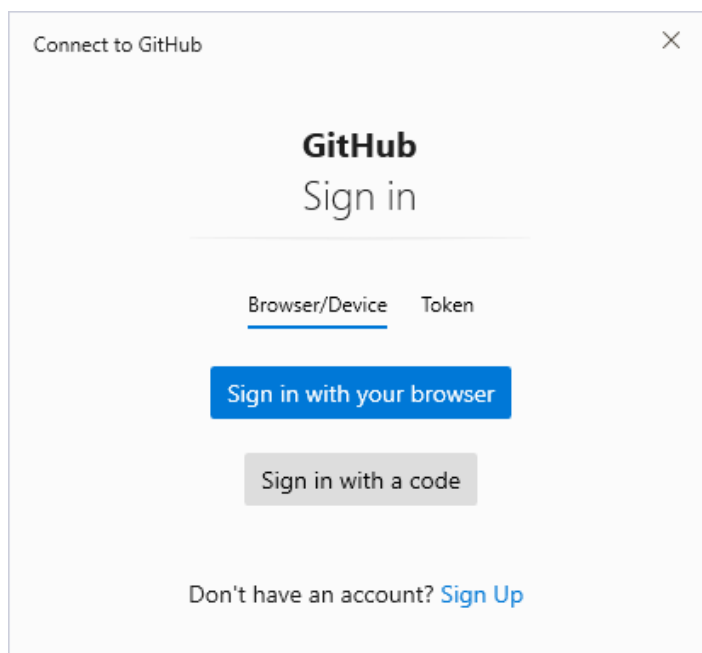 Connect to GitHub
GitHub
Sign in
Browser/Device Token
Sign in with your browser
Sign in with a code
Don't have an account? Sign Up